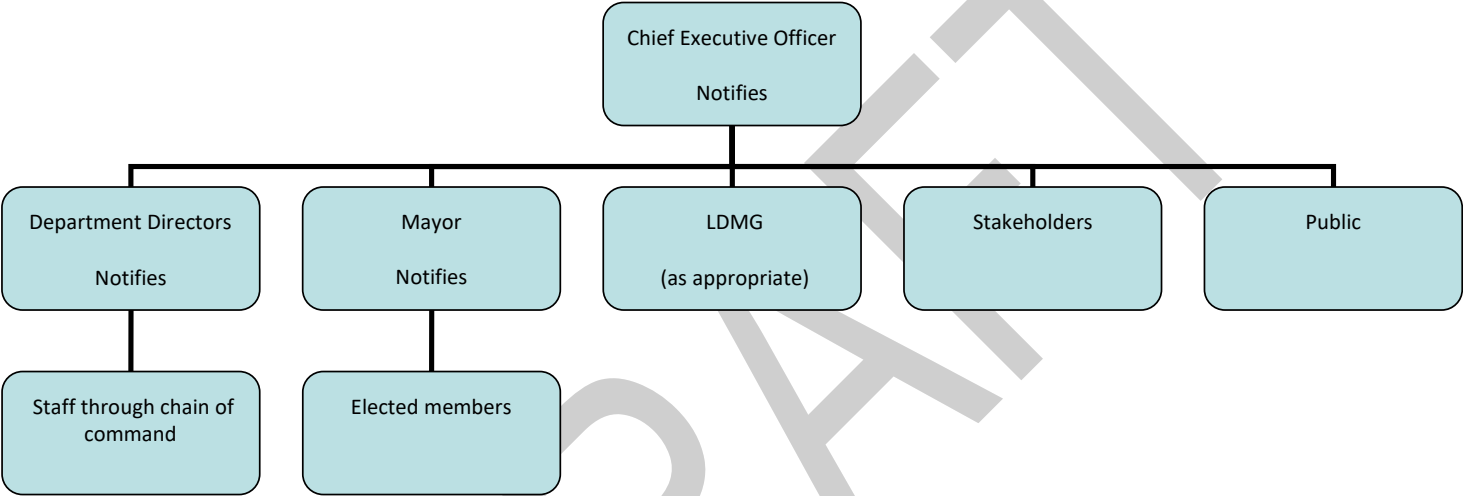 Chief Executive Officer
Notifies
Department Directors
Notifies
Mayor
Notifies
LDMG
(as appropriate)
Stakeholders
Public
Staff through chain of
command
Elected members
DRAFT